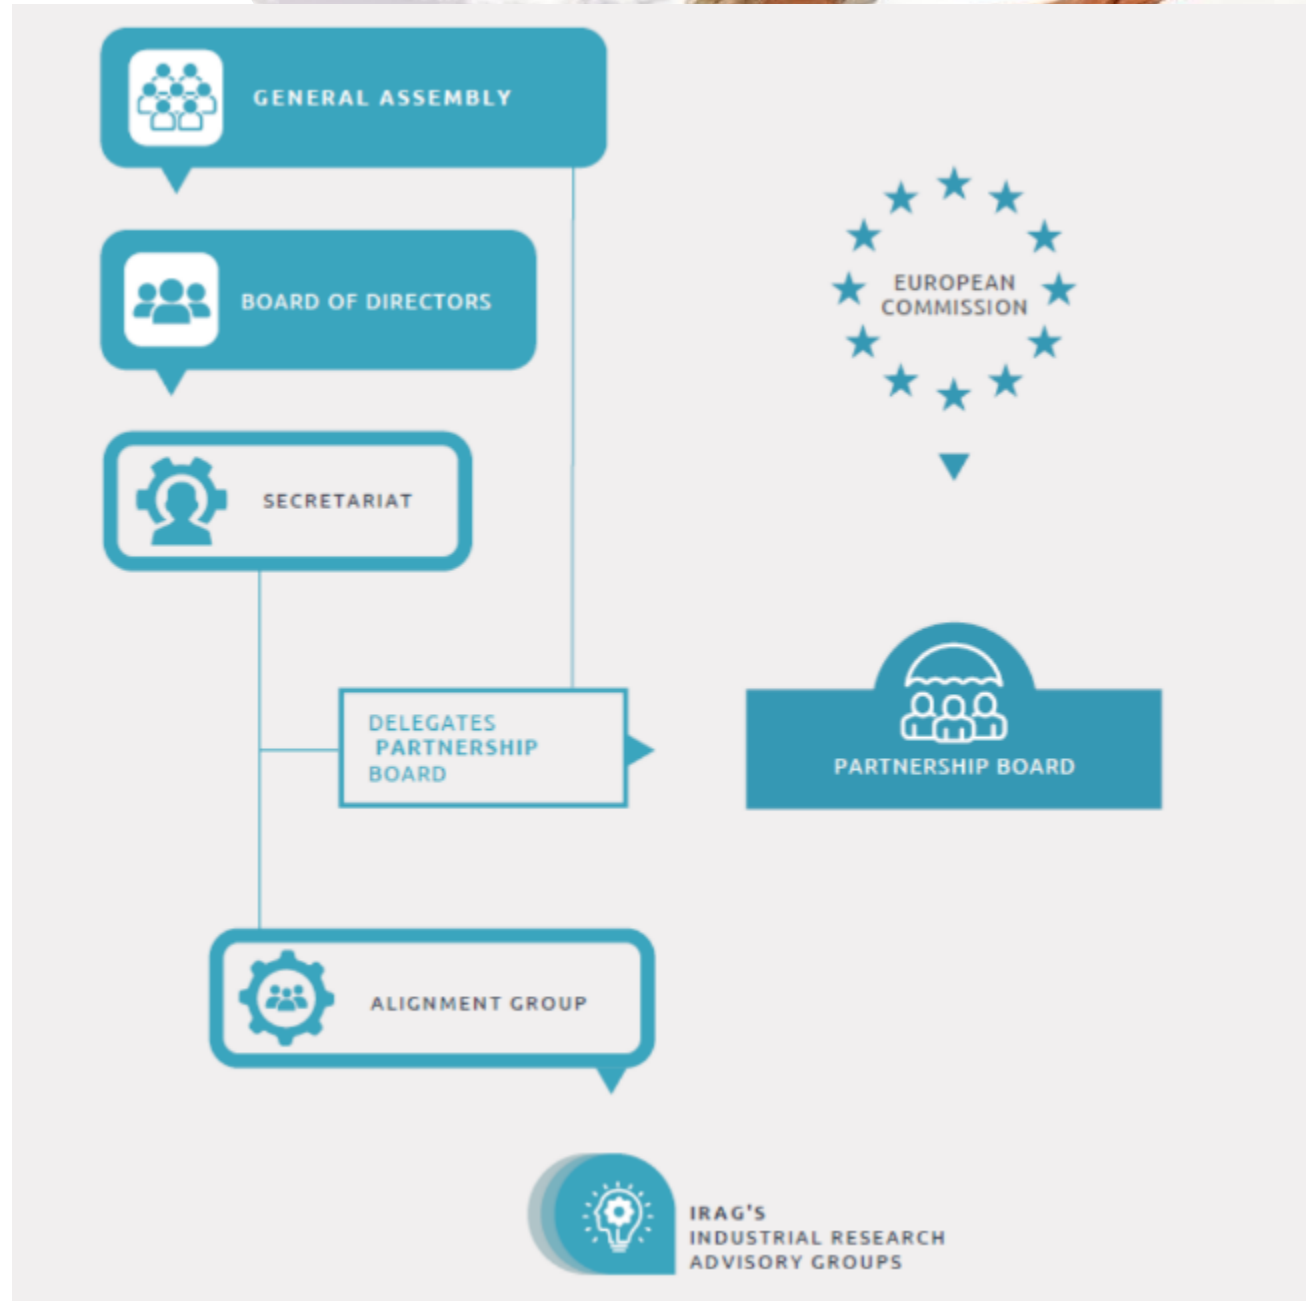 GENERAL ASSEMBLY
EUROPEAN
COMMISSION
BOARD OF DIRECTORS
SECRETARIAT
DELEGATES
PARTNERSHIP
BOARD
PARTNERSHIP BOARD
ALIGNMENT GROUP
IRAG'S
INDUSTRIAL RESEARCH
ADVISORY GROUPS